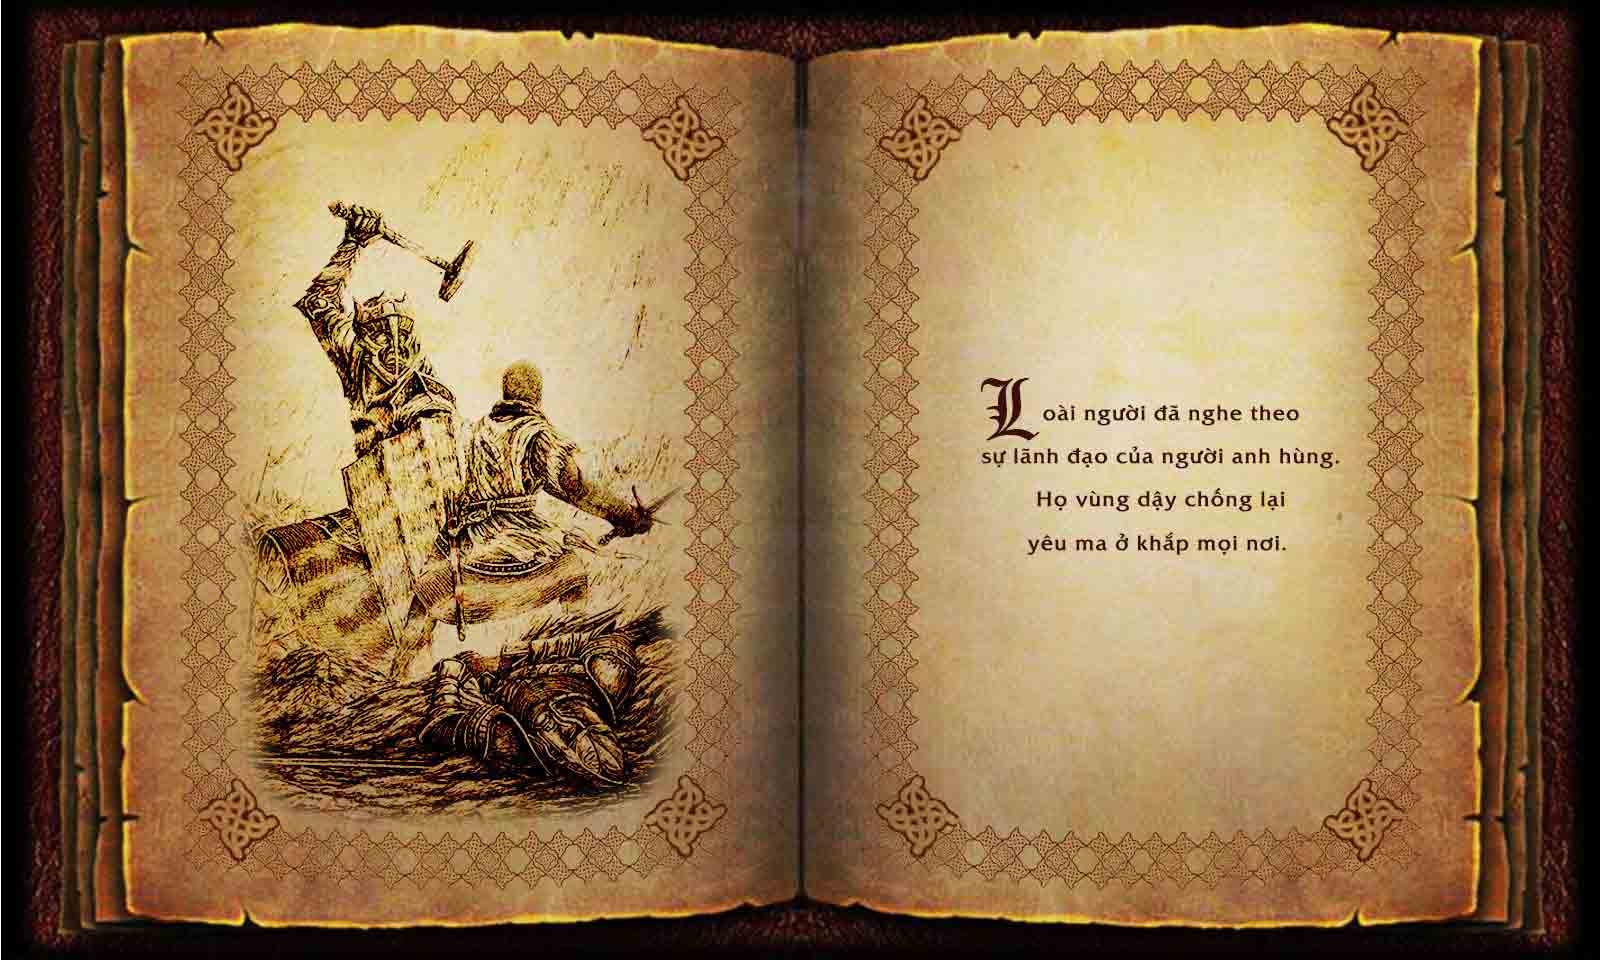 Loài người đã nghe theo
sự lãnh đạo của người anh hùng.
Họ vùng dậy chống lại
yêu ma ở khắp mọi nơi.